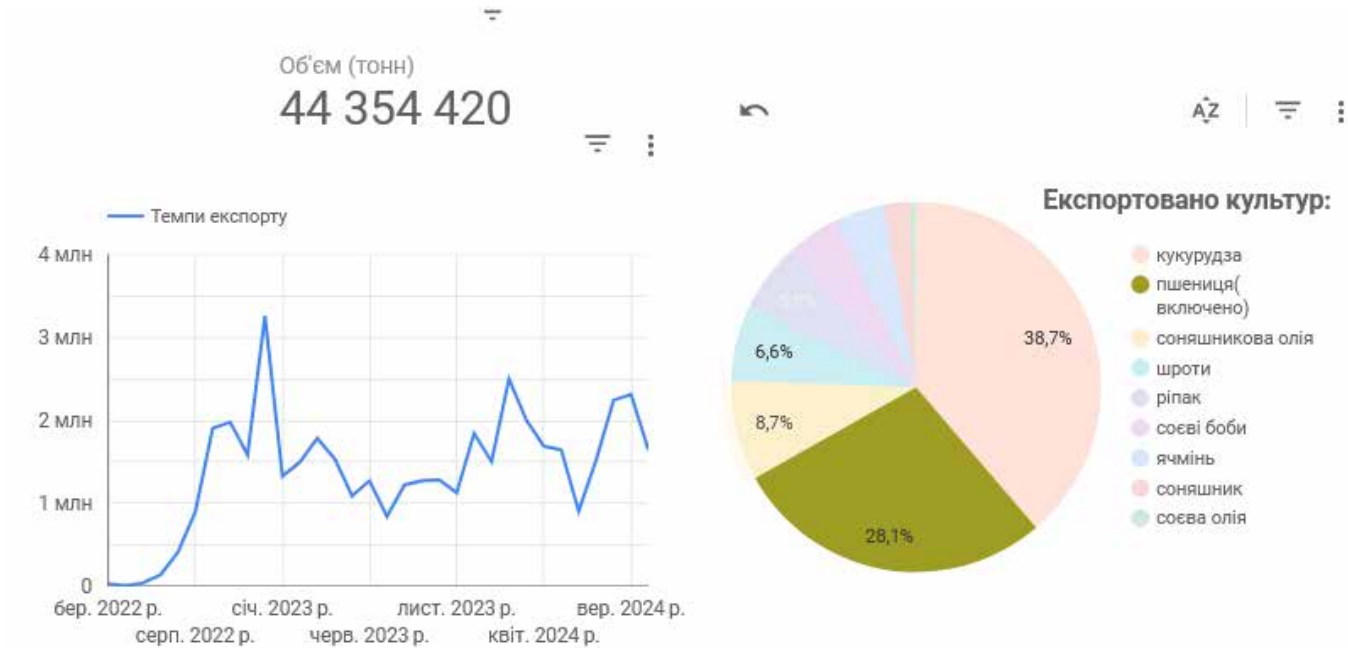 Об'єм (тонн)
44 354 420
AZ
Темпи експорту
4 млн
3 млн
2 млн
1 млн
0
бер. 2022 р.
січ. 2023 р.
лист. 2023 р.
вер. 2024 р.
серп. 2022 р.
черв. 2023 р.
квіт. 2024 р.
Експортовано культур:
кукурудза
пшениця(
включено)
соняшникова олія
шроти
ріпак
соєві боби
ячмінь
соняшник
соєва олія
38,7%
6,6%
8,7%
28,1%